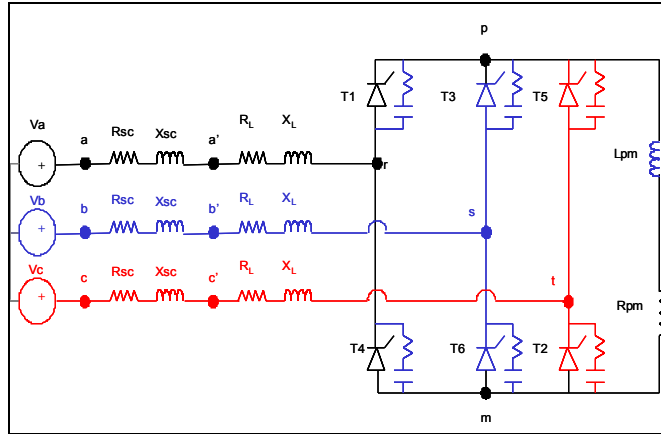 p
T1 T3 T5
Va a Rsc Xsc a' RL XL r
+
Lpm
Vb b Rsc Xsc b' RL XL s
+
Vc c Rsc Xsc c' RL XL t
+
Rpm
T4 T6 T2
m